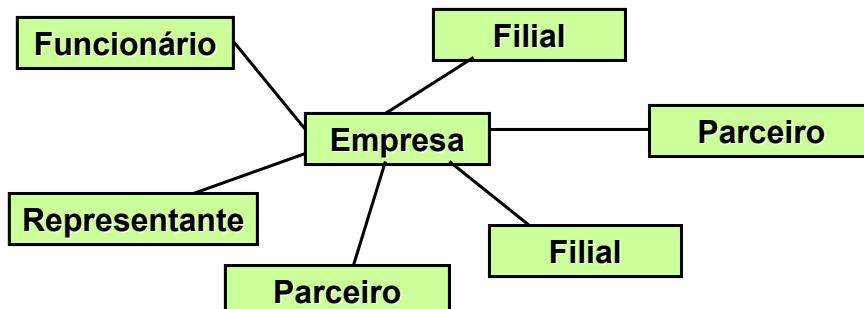 Funcionário
Filial
Empresa
Parceiro
Representante
Filial
Parceiro